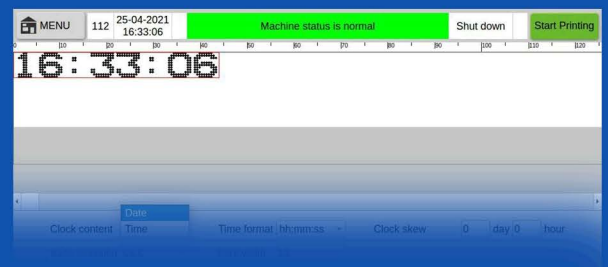 MENU 112 25-04-2021 16:33:06 Machine status is normal Shut down Start Printing
0 10 20 30 40 50 60 70 80 90 100 110 120
16:33:06
Date
Clock content Time Time format hh:mm:ss Clock skew 0 day 0 hour